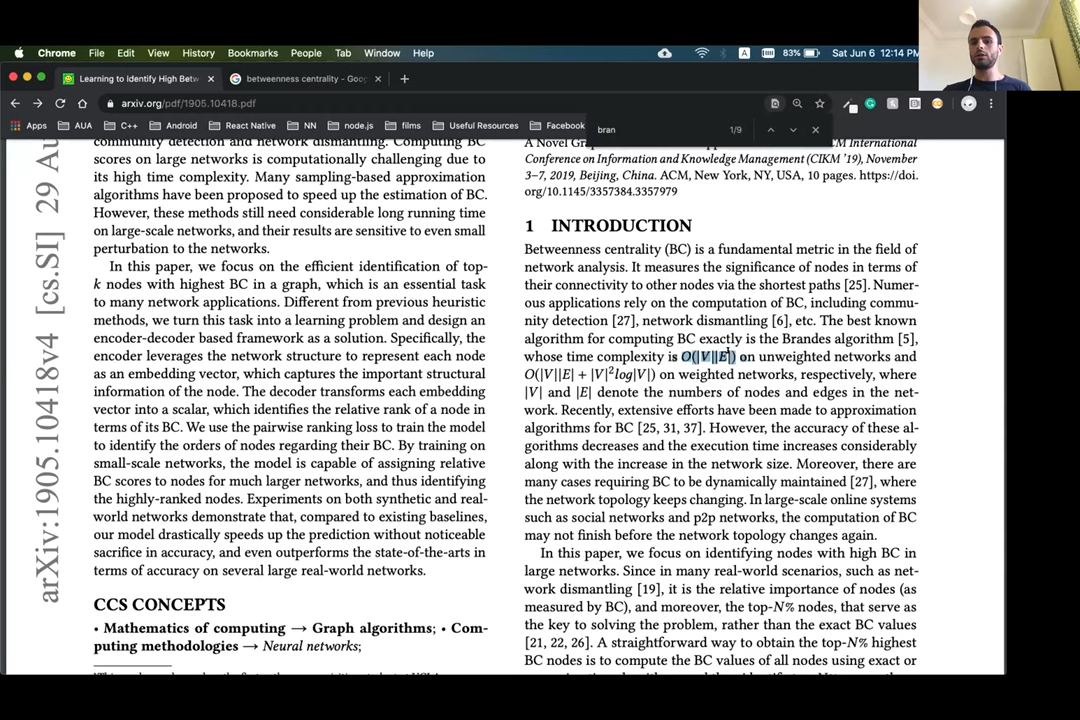 Chrome File Edit View History Bookmarks People Tab Window Help
A 83% Sat Jun 6 12:14 PM
Learning to Identify High Betw × betweenness centrality - Goog × +
arxiv.org/pdf/1905.10418.pdf
Apps AUA C++ Android React Native NN node.js films Useful Resources Facebook
bran 1/9
arXiv:1905.10418v4 [cs.SI] 29 Au
community detection and network dismantling. Computing BC
scores on large networks is computationally challenging due to
its high time complexity. Many sampling-based approximation
algorithms have been proposed to speed up the estimation of BC.
However, these methods still need considerable long running time
on large-scale networks, and their results are sensitive to even small
perturbation to the networks.
In this paper, we focus on the efficient identification of top-
k nodes with highest BC in a graph, which is an essential task
to many network applications. Different from previous heuristic
methods, we turn this task into a learning problem and design an
encoder-decoder based framework as a solution. Specifically, the
encoder leverages the network structure to represent each node
as an embedding vector, which captures the important structural
information of the node. The decoder transforms each embedding
vector into a scalar, which identifies the relative rank of a node in
terms of its BC. We use the pairwise ranking loss to train the model
to identify the orders of nodes regarding their BC. By training on
small-scale networks, the model is capable of assigning relative
BC scores to nodes for much larger networks, and thus identifying
the highly-ranked nodes. Experiments on both synthetic and real-
world networks demonstrate that, compared to existing baselines,
our model drastically speeds up the prediction without noticeable
sacrifice in accuracy, and even outperforms the state-of-the-arts in
terms of accuracy on several large real-world networks.
CCS CONCEPTS
• Mathematics of computing → Graph algorithms; • Com-
puting methodologies → Neural networks;
A Novel Gra CM International
Conference on Information and Knowledge Management (CIKM '19), November
3–7, 2019, Beijing, China. ACM, New York, NY, USA, 10 pages. https://doi.
org/10.1145/3357384.3357979
1 INTRODUCTION
Betweenness centrality (BC) is a fundamental metric in the field of
network analysis. It measures the significance of nodes in terms of
their connectivity to other nodes via the shortest paths [25]. Numer-
ous applications rely on the computation of BC, including commu-
nity detection [27], network dismantling [6], etc. The best known
algorithm for computing BC exactly is the Brandes algorithm [5],
whose time complexity is O(|V||E|) on unweighted networks and
O(|V||E| + |V|²log|V|) on weighted networks, respectively, where
|V| and |E| denote the numbers of nodes and edges in the net-
work. Recently, extensive efforts have been made to approximation
algorithms for BC [25, 31, 37]. However, the accuracy of these al-
gorithms decreases and the execution time increases considerably
along with the increase in the network size. Moreover, there are
many cases requiring BC to be dynamically maintained [27], where
the network topology keeps changing. In large-scale online systems
such as social networks and p2p networks, the computation of BC
may not finish before the network topology changes again.
In this paper, we focus on identifying nodes with high BC in
large networks. Since in many real-world scenarios, such as net-
work dismantling [19], it is the relative importance of nodes (as
measured by BC), and moreover, the top-N% nodes, that serve as
the key to solving the problem, rather than the exact BC values
[21, 22, 26]. A straightforward way to obtain the top-N% highest
BC nodes is to compute the BC values of all nodes using exact or